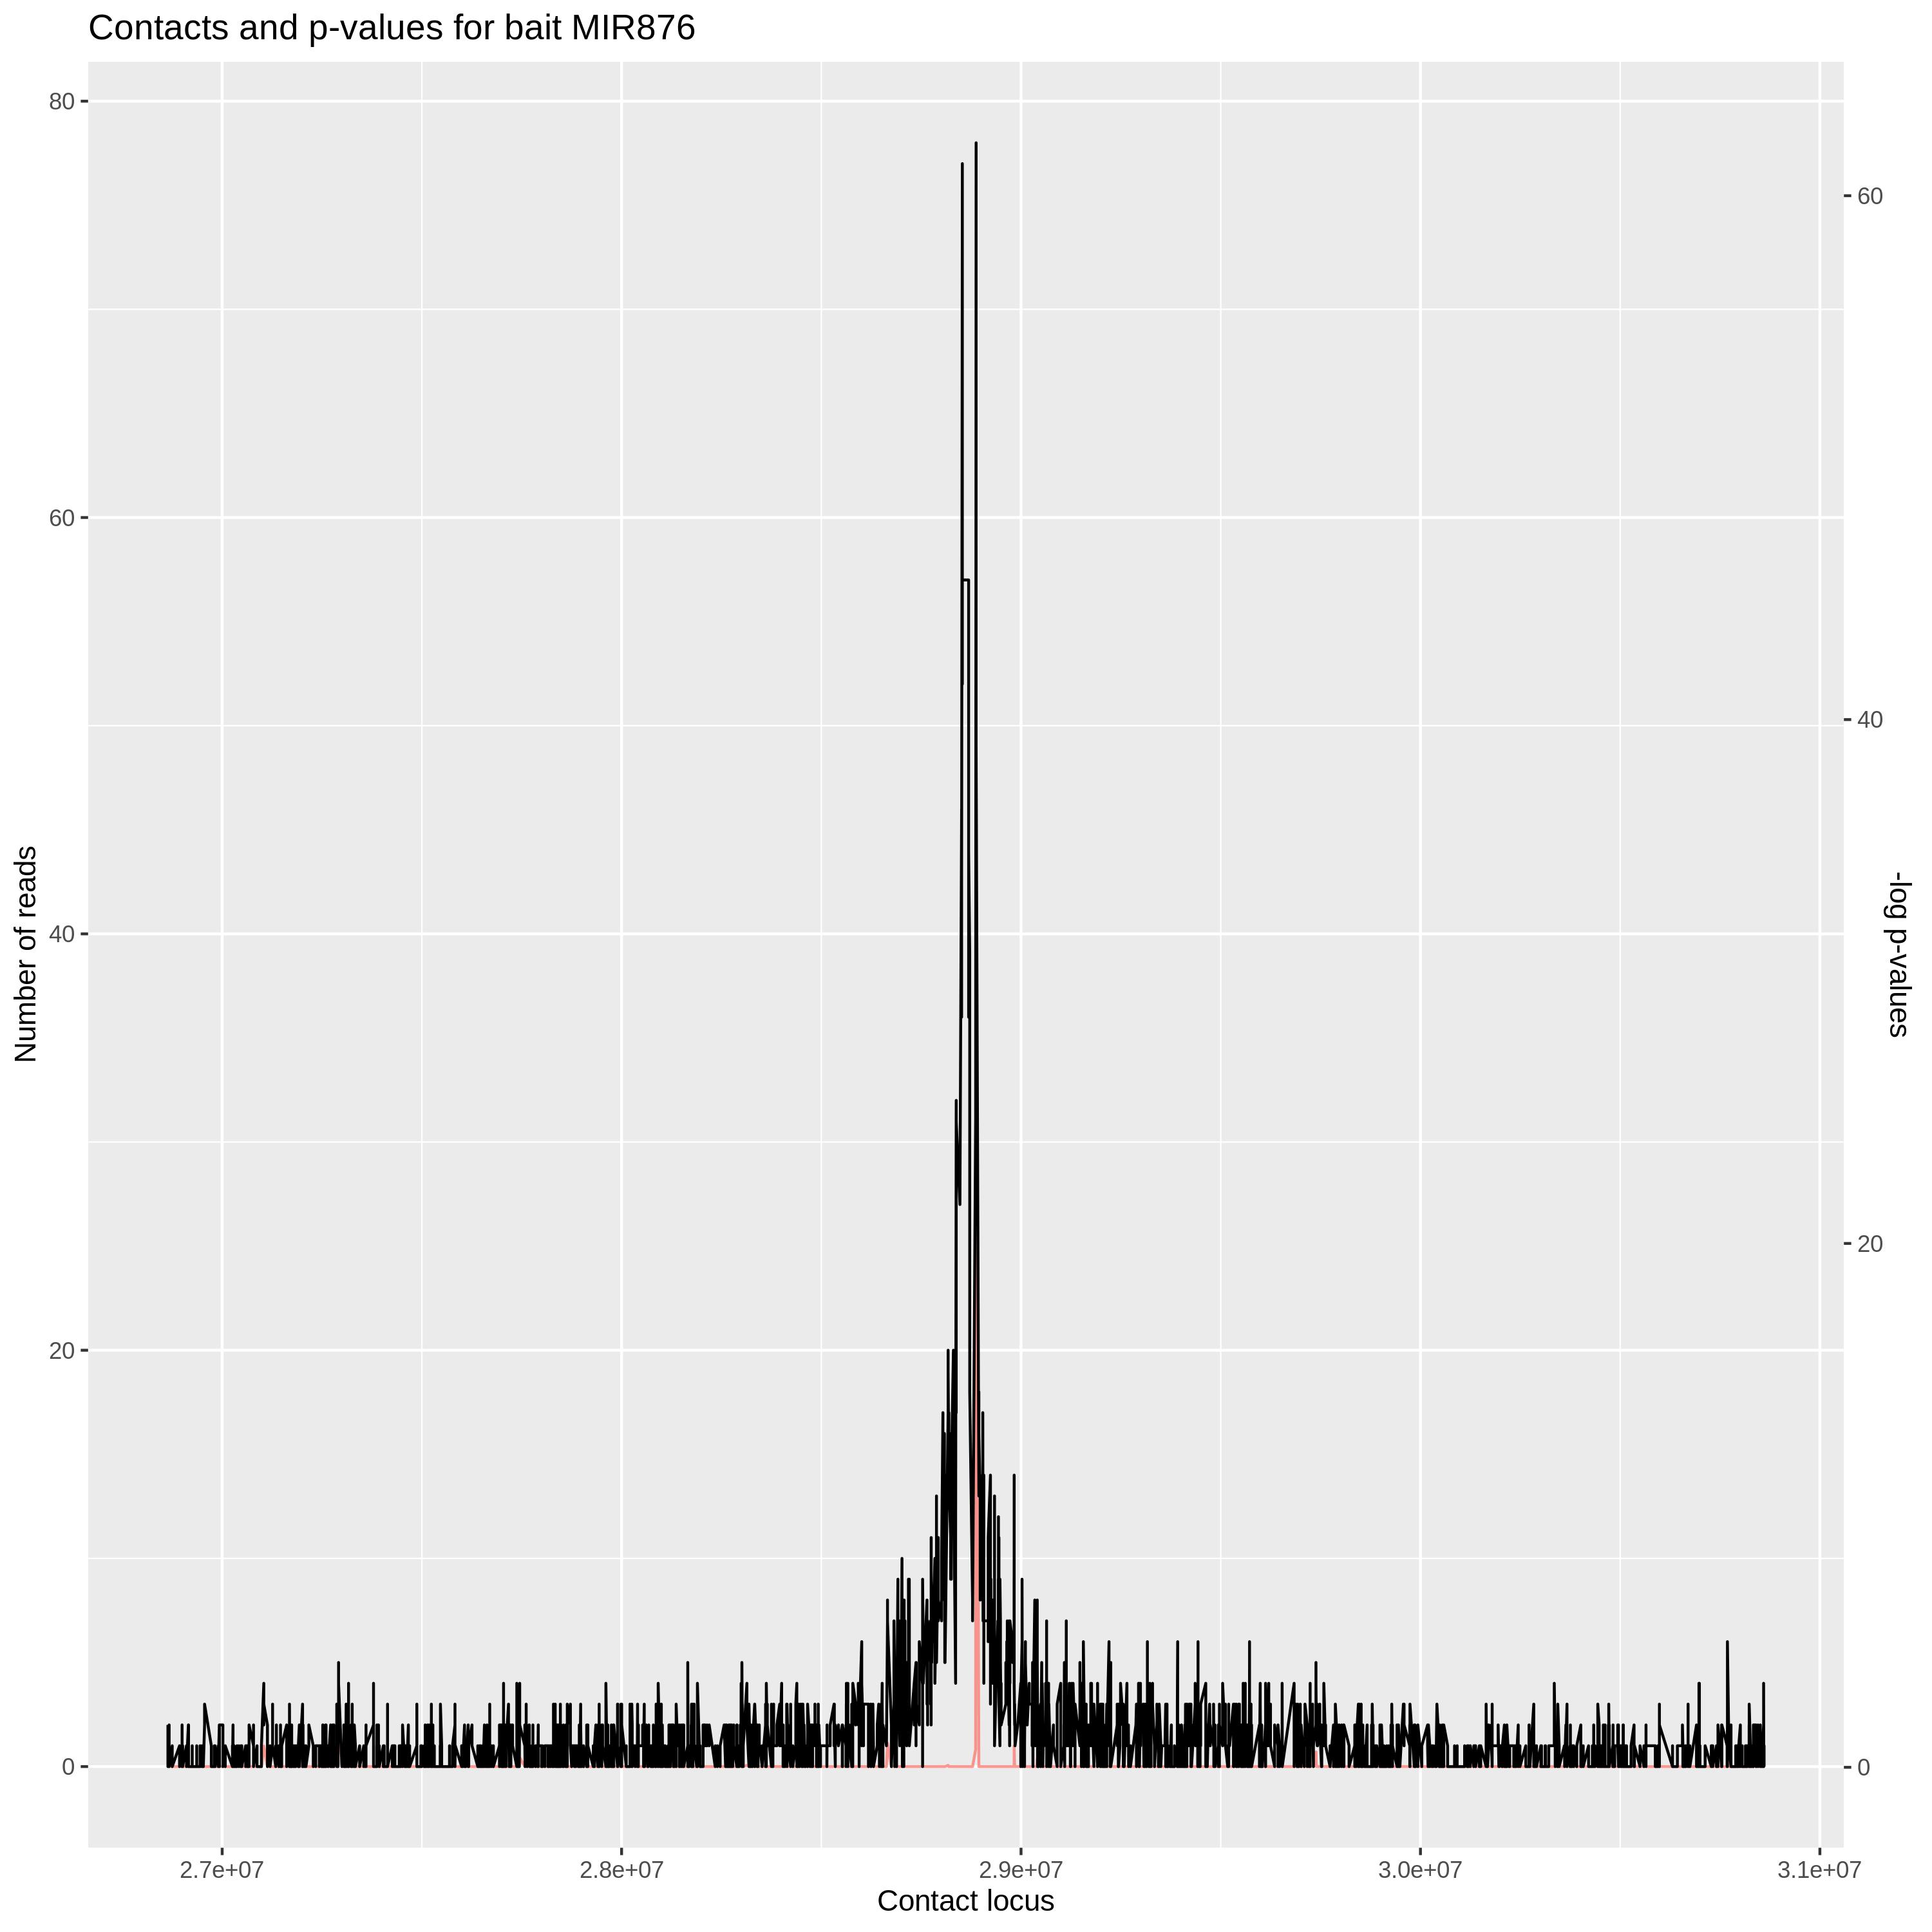 Contacts and p-values for bait MIR876
80
60
40
20
0
Number of reads
60
40
20
0
-log p-values
2.7e+07 2.8e+07 2.9e+07 3.0e+07 3.1e+07
Contact locus